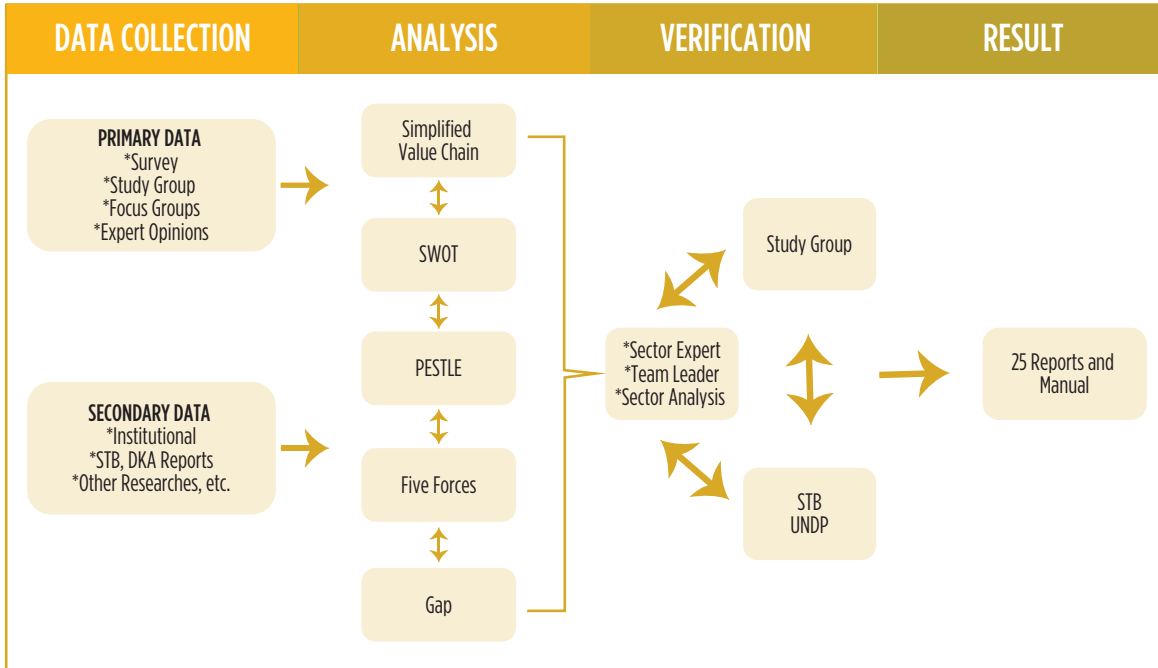 DATA COLLECTION
ANALYSIS
VERIFICATION
RESULT
PRIMARY DATA
*Survey
*Study Group
*Focus Groups
*Expert Opinions
SECONDARY DATA
*Institutional
*STB, DKA Reports
*Other Researches, etc.
Simplified
Value Chain
SWOT
PESTLE
Five Forces
Gap
*Sector Expert
*Team Leader
*Sector Analysis
Study Group
STB
UNDP
25 Reports and
Manual